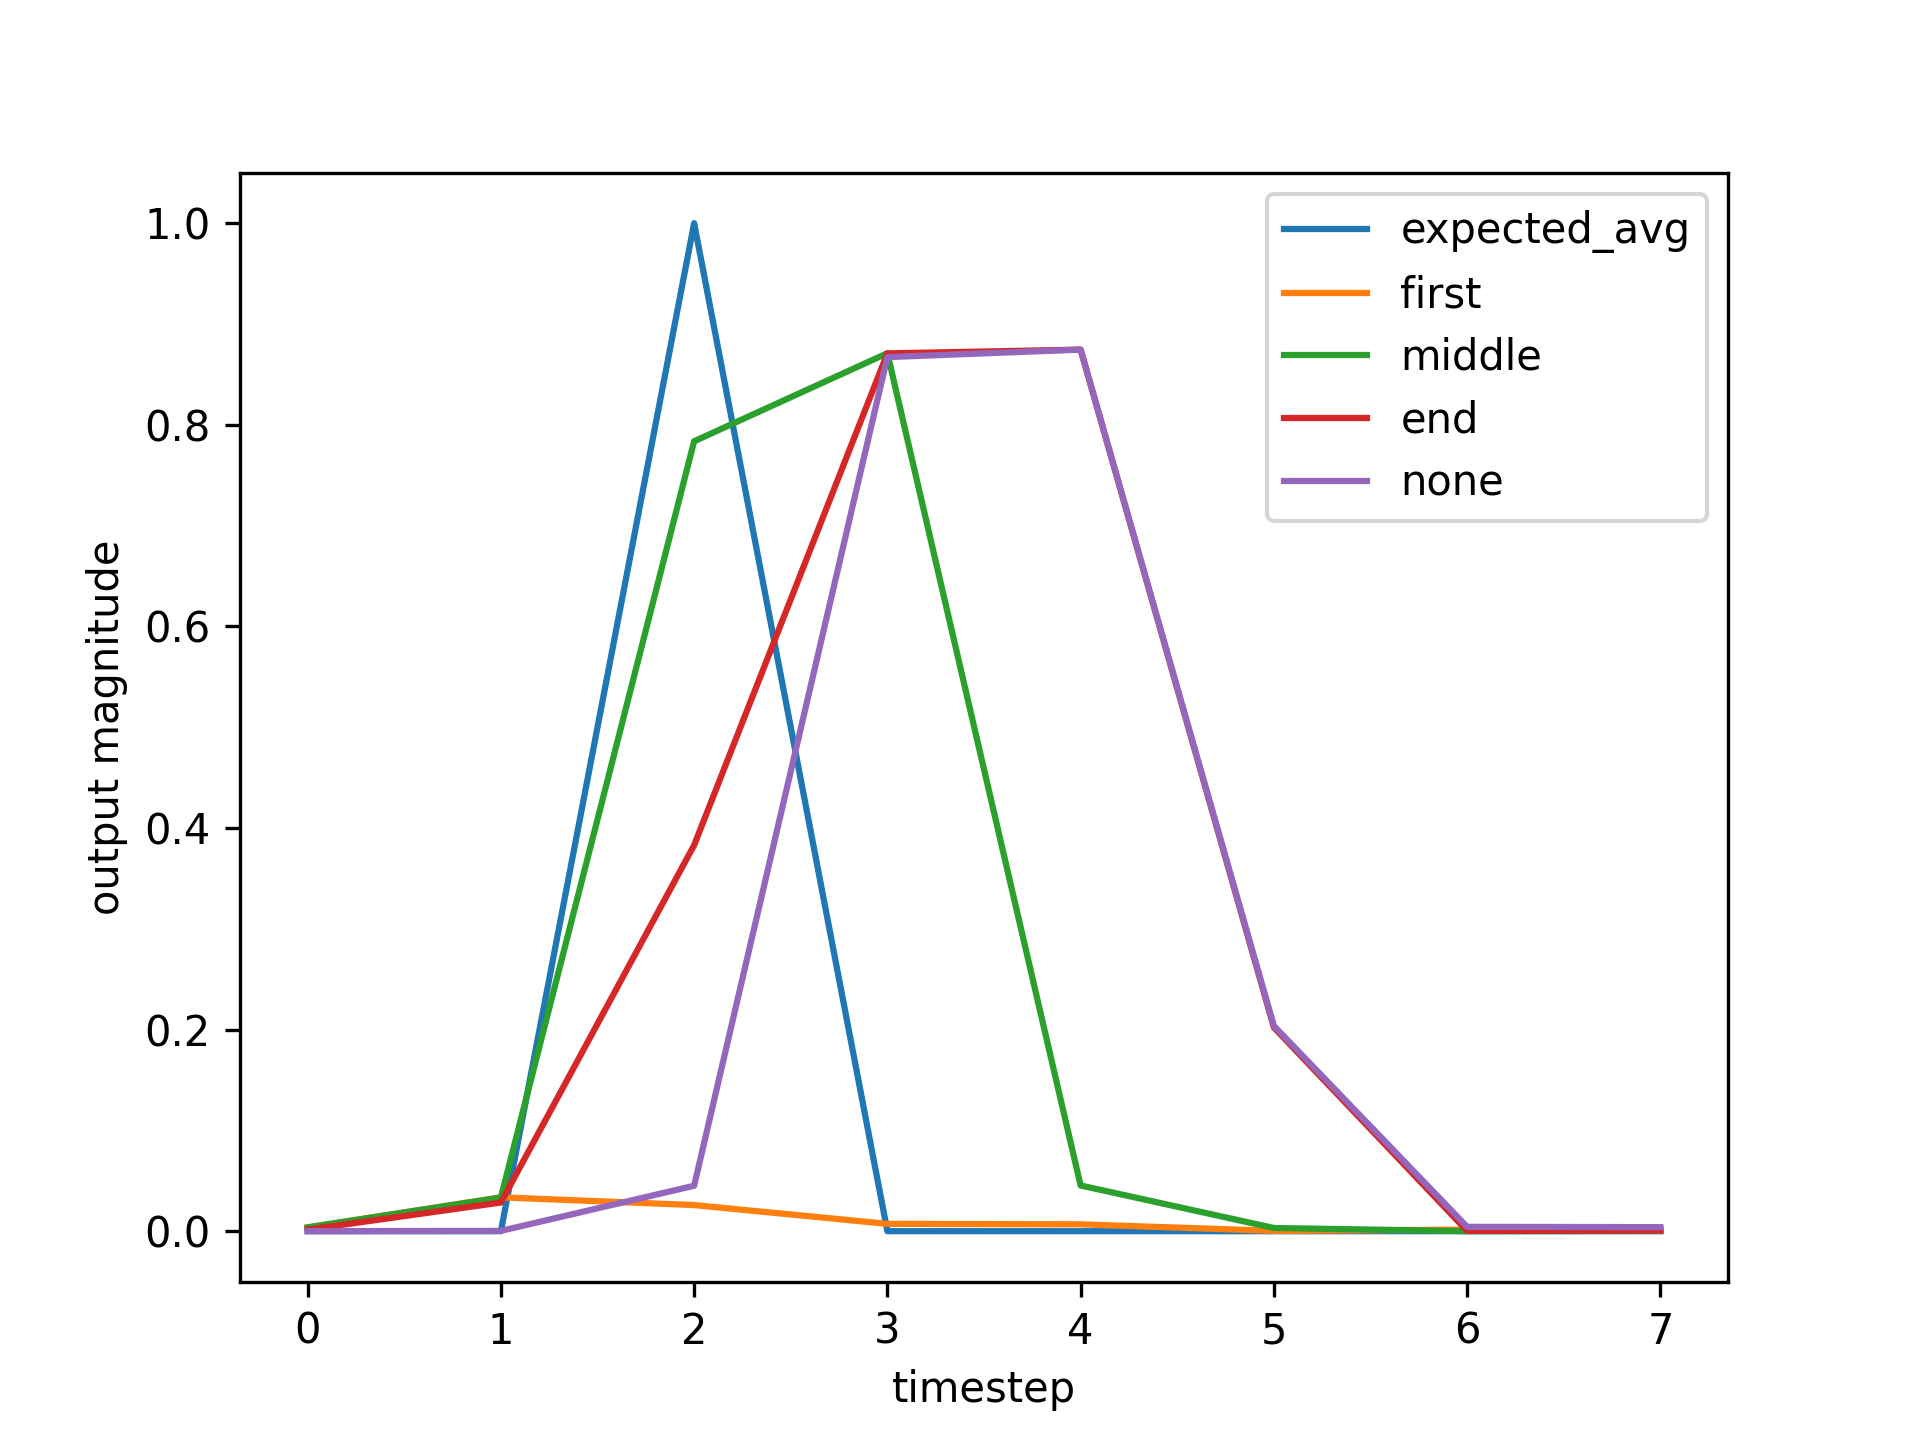 1.0
0.8
0.6
0.4
0.2
0.0
output magnitude
0 1 2 3 4 5 6 7
timestep
expected_avg
first
middle
end
none